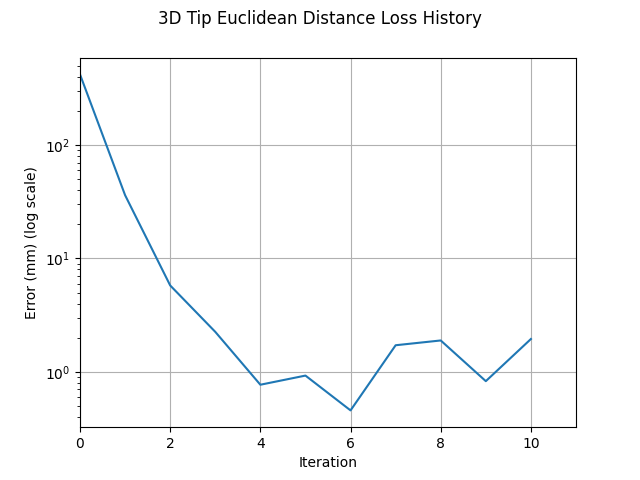 3D Tip Euclidean Distance Loss History
Error (mm) (log scale)
10²
10¹
10⁰
0 2 4 6 8 10
Iteration